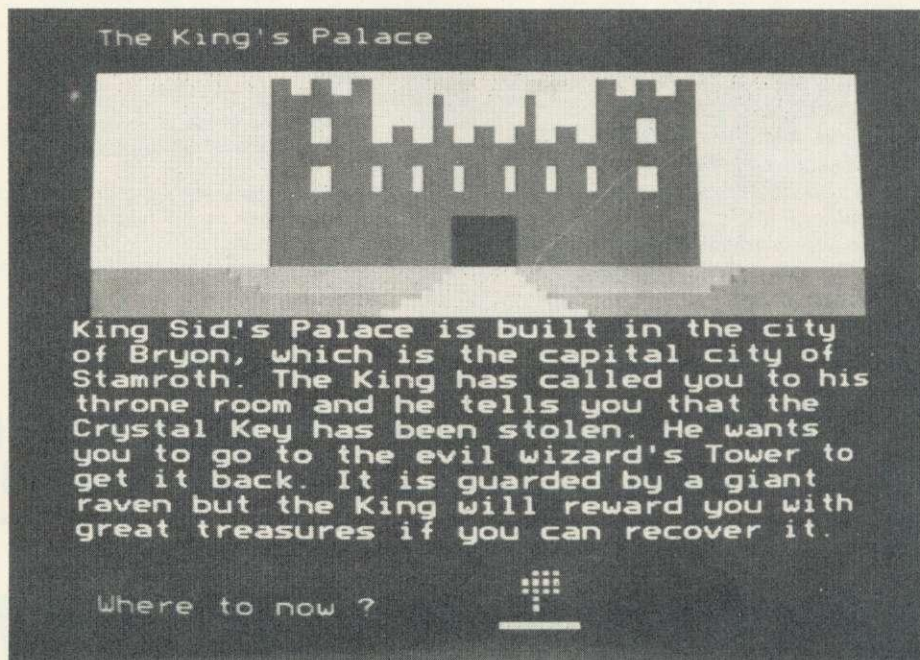 The King's Palace
King Sid's Palace is built in the city
of Bryon, which is the capital city of
Stamroth. The King has called you to his
throne room and he tells you that the
Crystal Key has been stolen. He wants
you to go to the evil wizard's Tower to
get it back. It is guarded by a giant
raven but the King will reward you with
great treasures if you can recover it.
Where to now ?